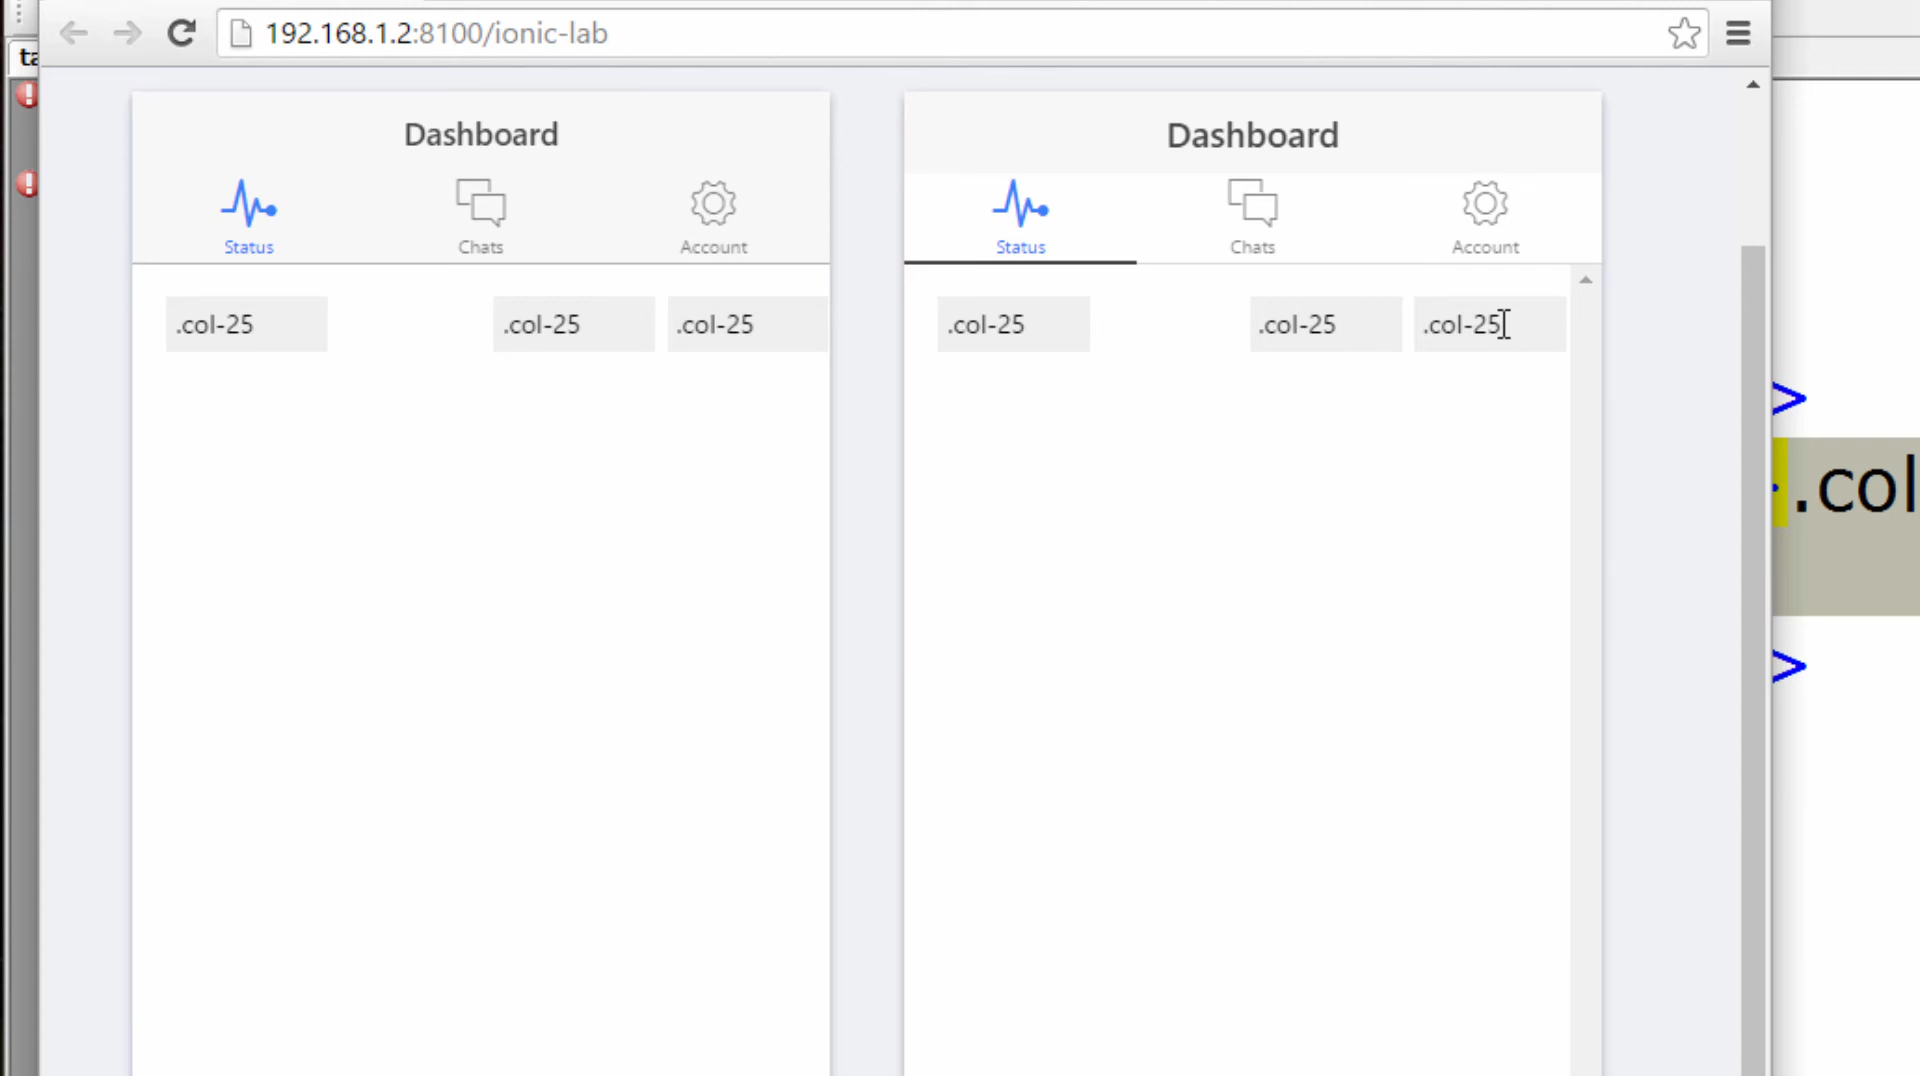 192.168.1.2:8100/ionic-lab
ta
Dashboard
Status
Chats
Account
.col-25
.col-25
.col-25
Dashboard
Status
Chats
Account
.col-25
.col-25
.col-25
>
.col
>